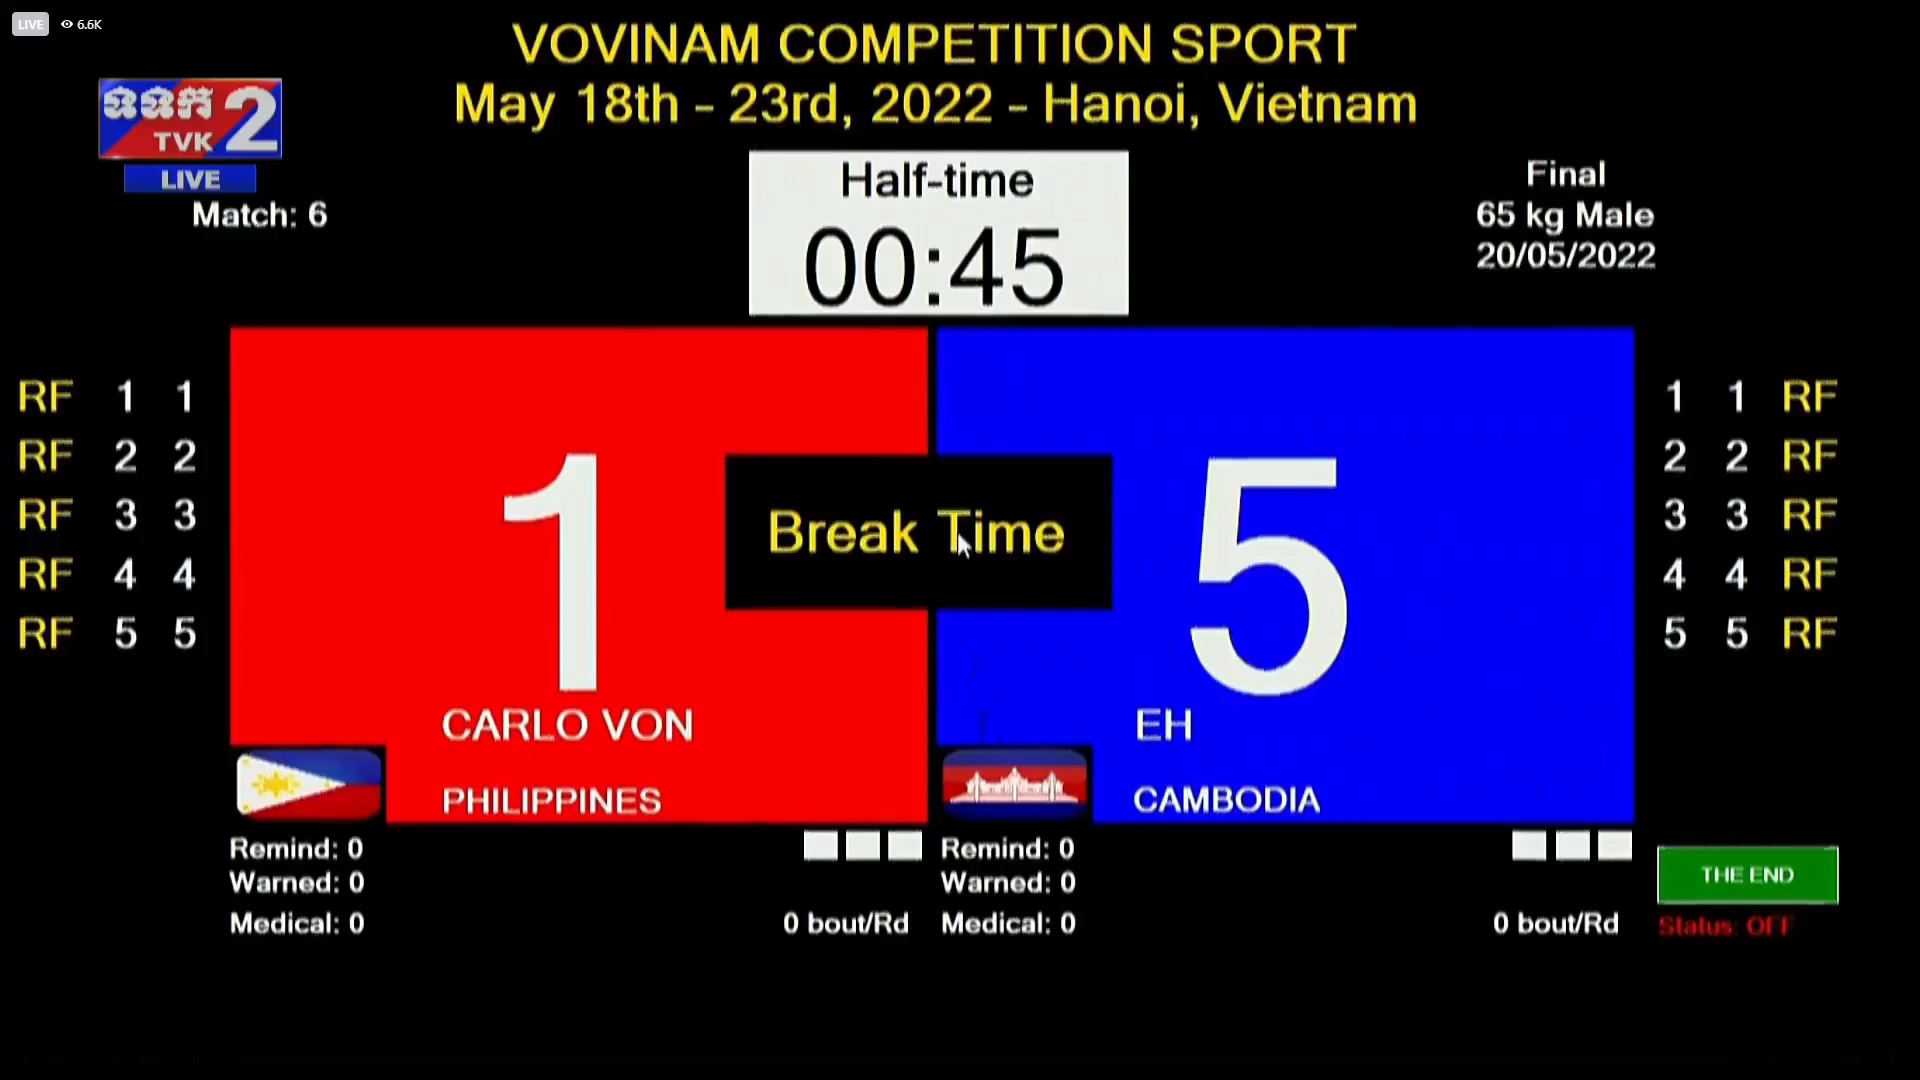 LIVE 6.6K
VOVINAM COMPETITION SPORT
May 18th - 23rd, 2022 - Hanoi, Vietnam
TVK 2
LIVE
Match: 6
Half-time
00:45
Final
65 kg Male
20/05/2022
RF 1 1
RF 2 2
RF 3 3
RF 4 4
RF 5 5
1
CARLO VON
PHILIPPINES
Break Time
5
EH
CAMBODIA
1 1 RF
2 2 RF
3 3 RF
4 4 RF
5 5 RF
Remind: 0
Warned: 0
Medical: 0
0 bout/Rd
Remind: 0
Warned: 0
Medical: 0
0 bout/Rd
THE END
Status: OFF